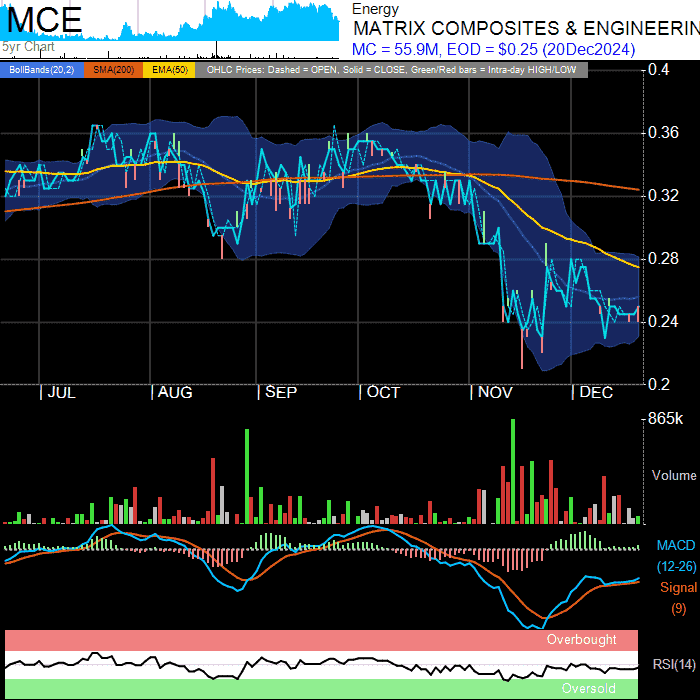 MCE
5yr Chart
Energy
MATRIX COMPOSITES & ENGINEERIN
MC = 55.9M, EOD = $0.25 (20Dec2024)
BollBands(20,2) SMA(200) EMA(50) OHLC Prices: Dashed = OPEN, Solid = CLOSE, Green/Red bars = Intra-day HIGH/LOW
0.4
0.36
0.32
0.28
0.24
0.2
JUL AUG SEP OCT NOV DEC
865k
Volume
MACD
(12-26)
Signal
(9)
Overbought
RSI(14)
Oversold